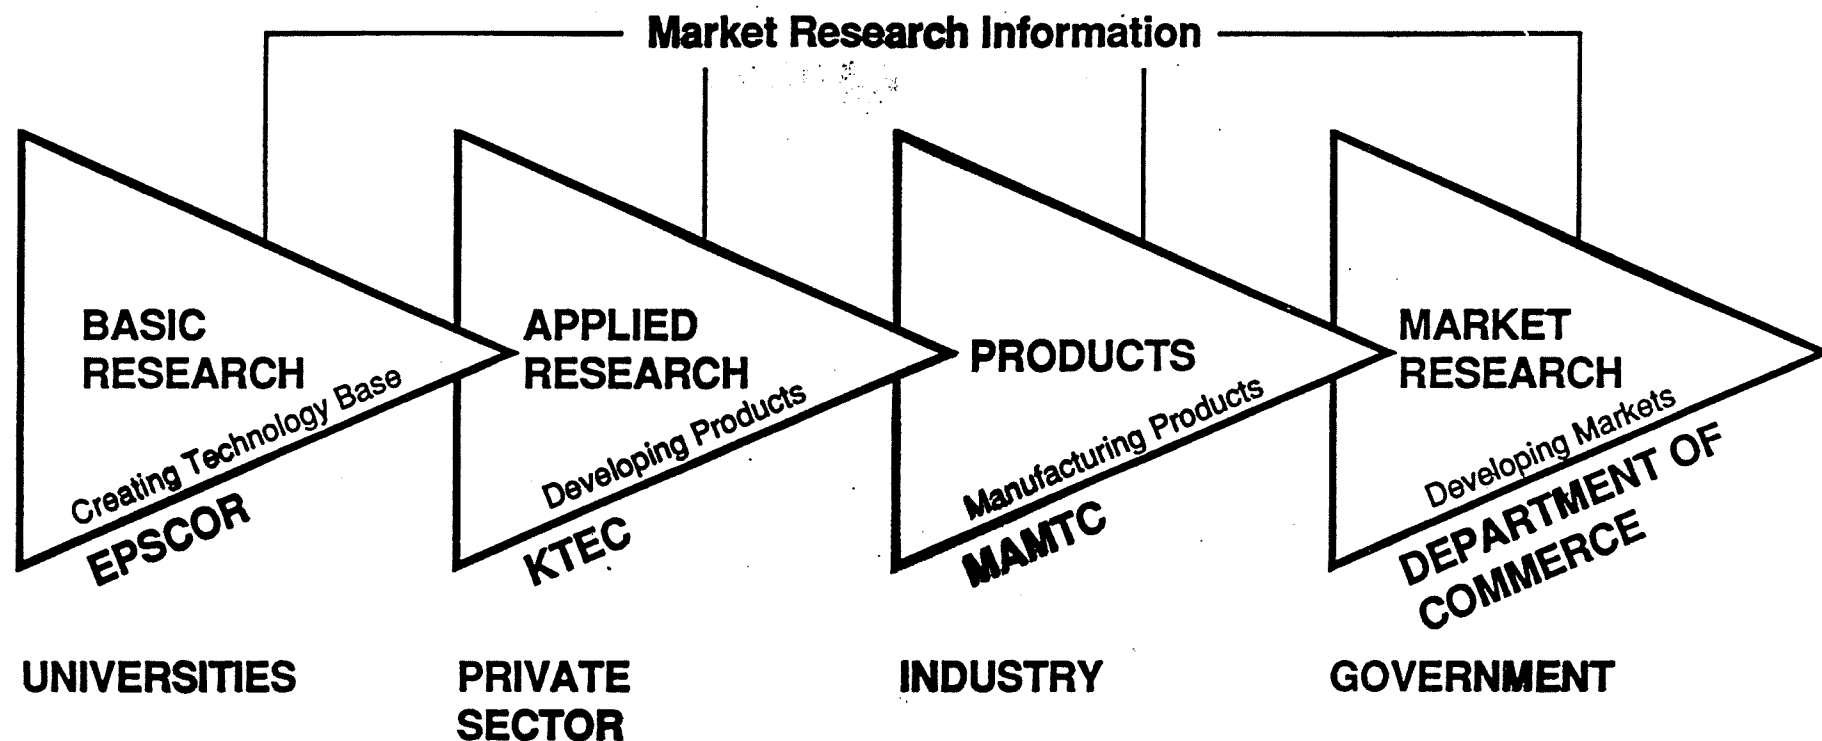 Market Research Information
BASIC
RESEARCH
Creating Technology Base
EPSCOR
APPLIED
RESEARCH
Developing Products
KTEC
PRODUCTS
Manufacturing Products
MAMTC
MARKET
RESEARCH
Developing Markets
DEPARTMENT OF
COMMERCE
UNIVERSITIES
PRIVATE
SECTOR
INDUSTRY
GOVERNMENT